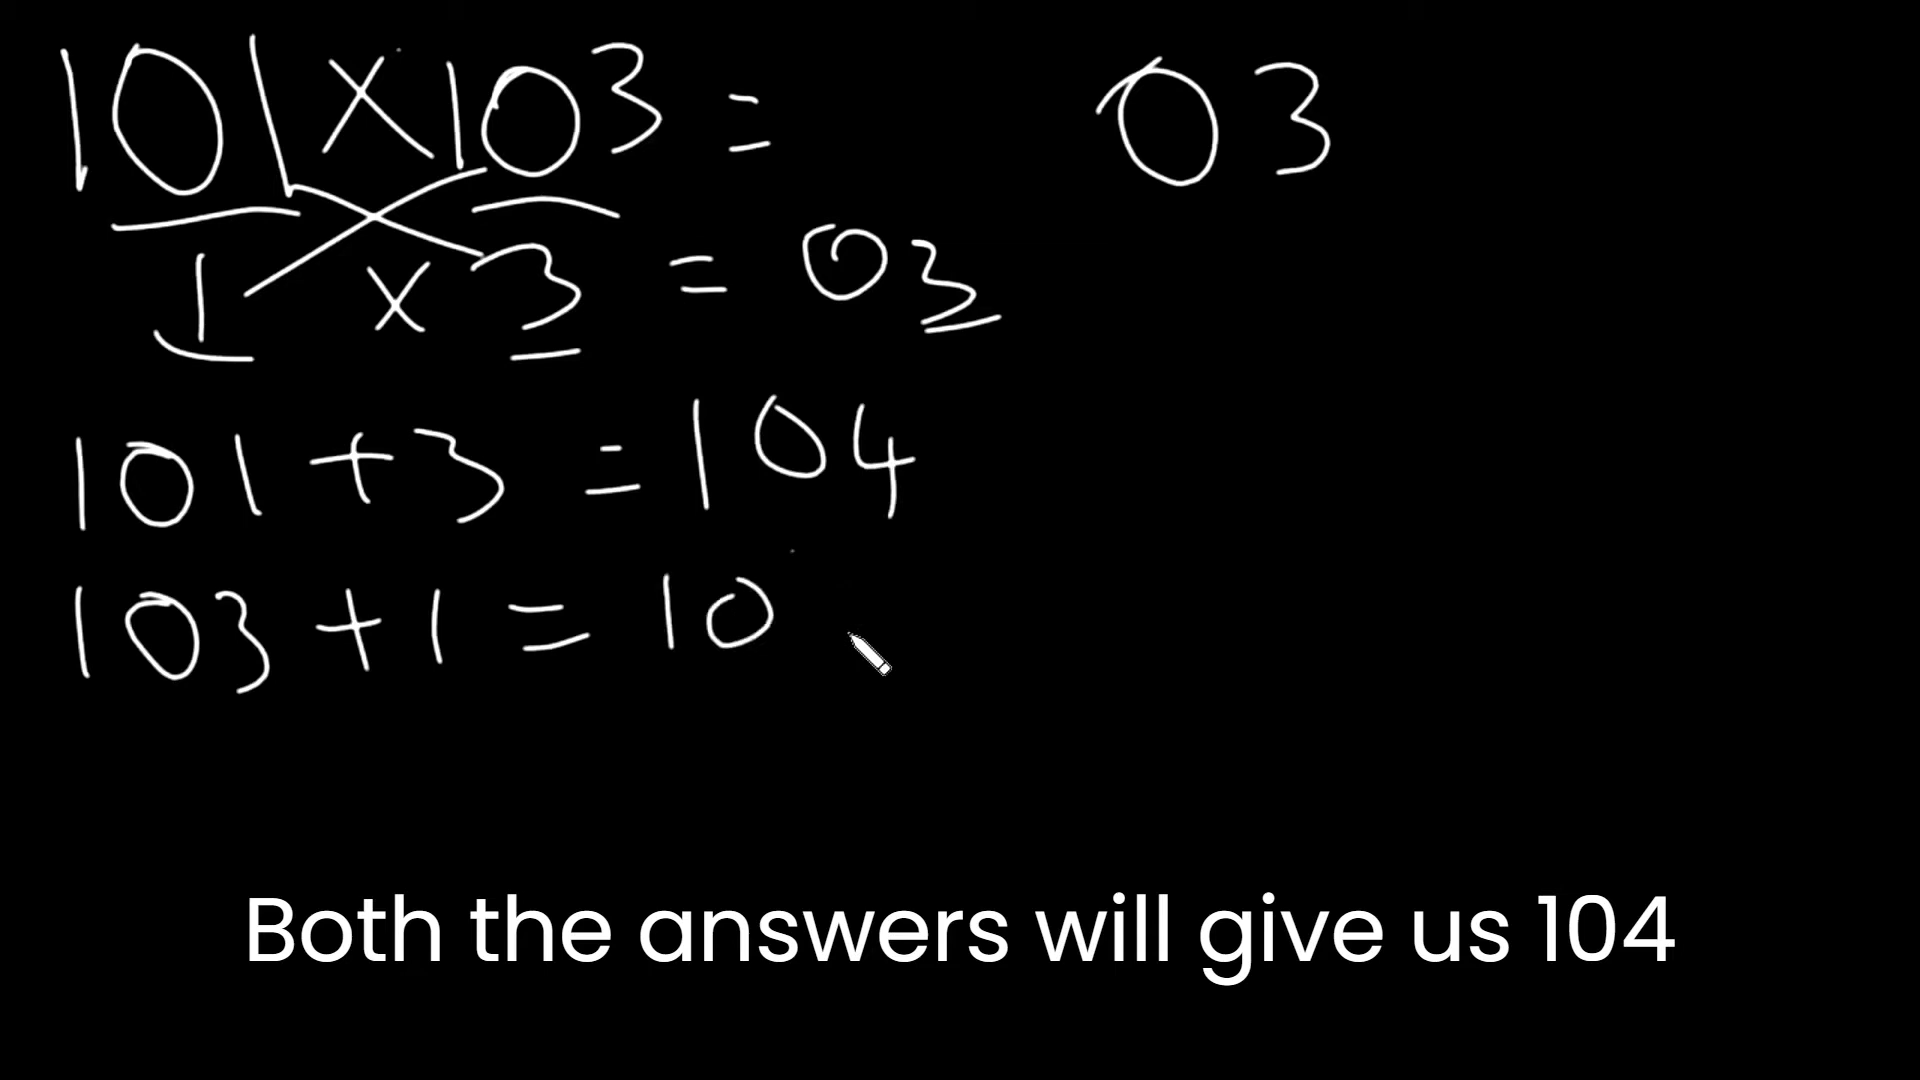 101 × 103 = 03
1 × 3 = 03
101 + 3 = 104
103 + 1 = 10
Both the answers will give us 104